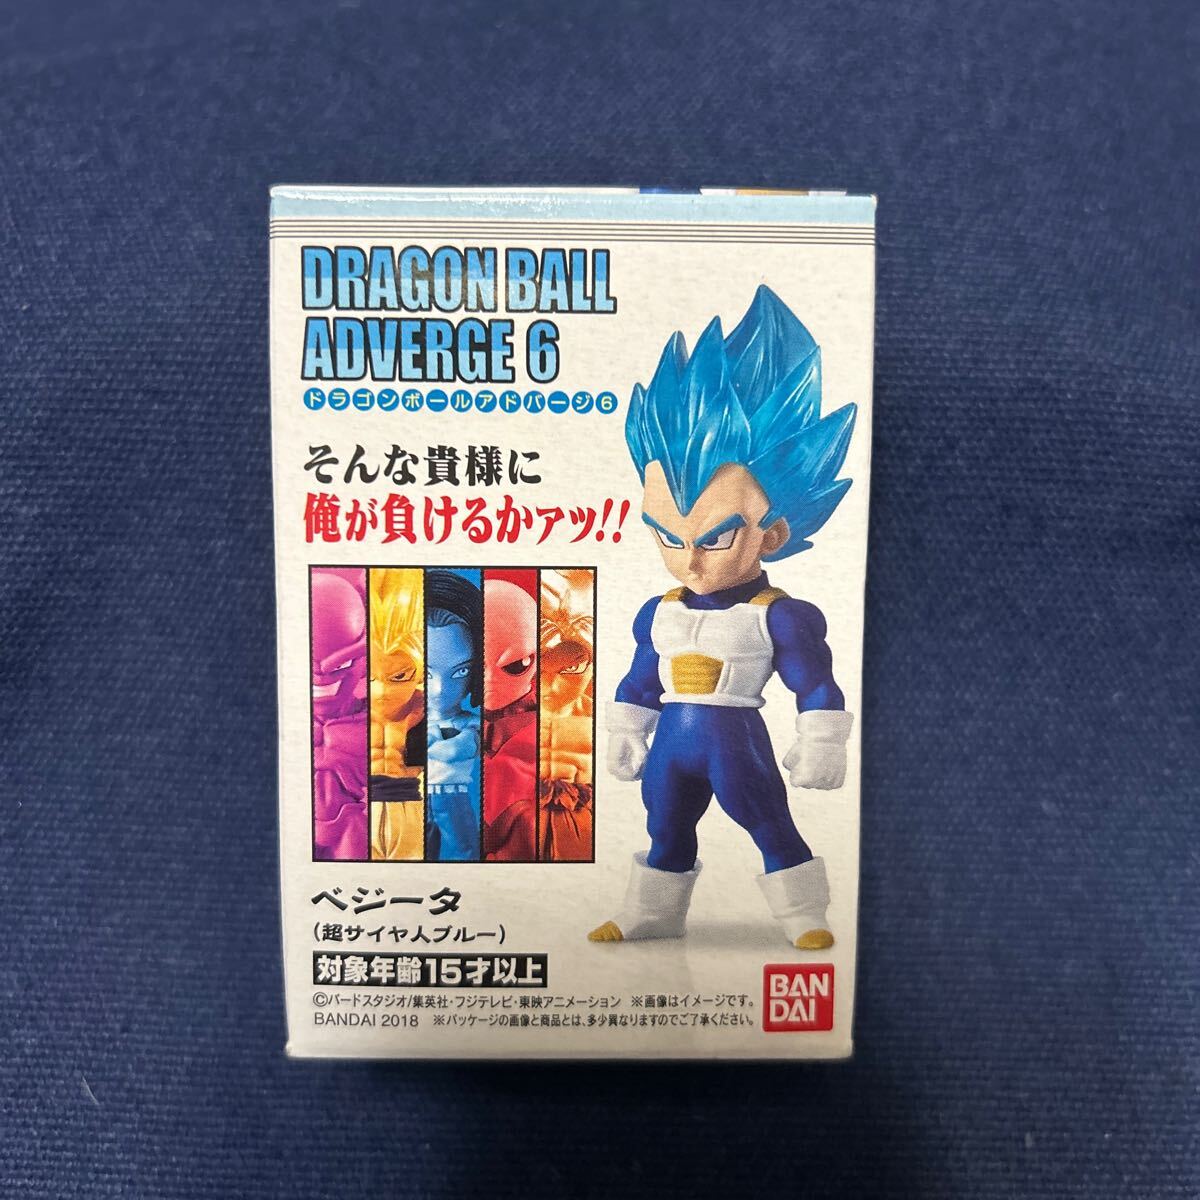 DRAGON BALL
ADVERGE 6
ドラゴンボールアドバージ6
そんな貴様に
俺が負けるかァッ!!
ベジータ
(超サイヤ人ブルー)
対象年齢15才以上
©バードスタジオ/集英社・フジテレビ・東映アニメーション ※画像はイメージです。
BANDAI 2018 ※パッケージの画像と商品とは、多少異なりますのでご了承ください。
BAN
DAI